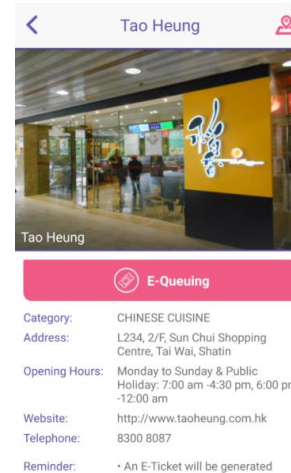 Tao Heung
Tao Heung
E-Queuing
Category: CHINESE CUISINE
Address: L234, 2/F, Sun Chui Shopping
Centre, Tai Wai, Shatin
Opening Hours: Monday to Sunday & Public
Holiday: 7:00 am -4:30 pm, 6:00 pm
-12:00 am
Website: http://www.taoheung.com.hk
Telephone: 8300 8087
Reminder: • An E-Ticket will be generated